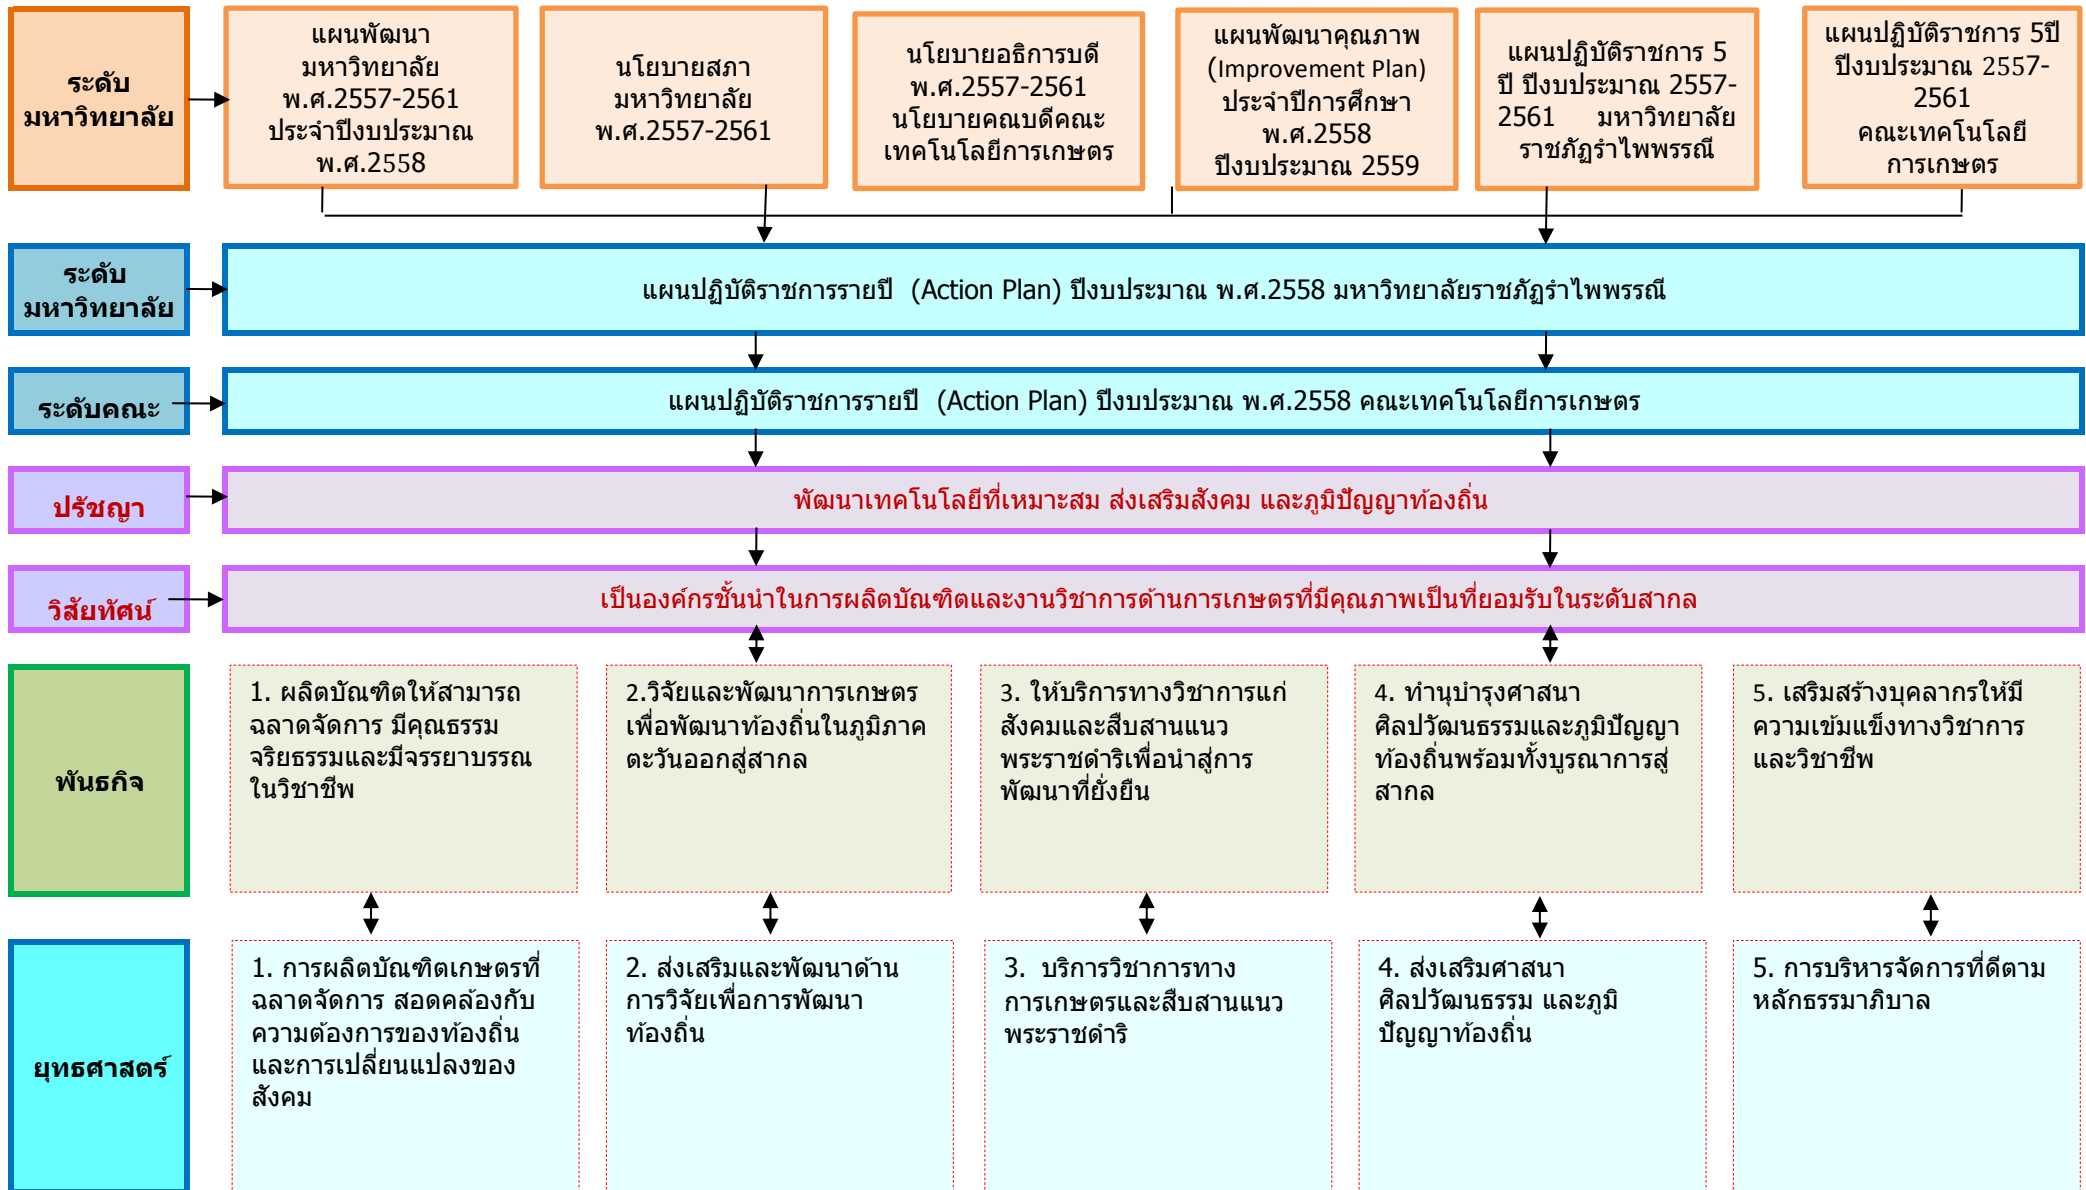 ระดับ
มหาวิทยาลัย
แผนพัฒนา
มหาวิทยาลัย
พ.ศ.2557-2561
ประจำปีงบประมาณ
พ.ศ.2558
นโยบายสภา
มหาวิทยาลัย
พ.ศ.2557-2561
นโยบายอธิการบดี
พ.ศ.2557-2561
นโยบายคณบดีคณะ
เทคโนโลยีการเกษตร
แผนพัฒนาคุณภาพ
(Improvement Plan)
ประจำปีการศึกษา
พ.ศ.2558
ปีงบประมาณ 2559
แผนปฏิบัติราชการ 5
ปี ปีงบประมาณ 2557-
2561 มหาวิทยาลัย
ราชภัฏรำไพพรรณี
แผนปฏิบัติราชการ 5ปี
ปีงบประมาณ 2557-
2561
คณะเทคโนโลยี
การเกษตร
ระดับ
มหาวิทยาลัย
แผนปฏิบัติราชการรายปี (Action Plan) ปีงบประมาณ พ.ศ.2558 มหาวิทยาลัยราชภัฏรำไพพรรณี
ระดับคณะ
แผนปฏิบัติราชการรายปี (Action Plan) ปีงบประมาณ พ.ศ.2558 คณะเทคโนโลยีการเกษตร
ปรัชญา
พัฒนาเทคโนโลยีที่เหมาะสม ส่งเสริมสังคม และภูมิปัญญาท้องถิ่น
วิสัยทัศน์
เป็นองค์กรชั้นนำในการผลิตบัณฑิตและงานวิชาการด้านการเกษตรที่มีคุณภาพเป็นที่ยอมรับในระดับสากล
พันธกิจ
1. ผลิตบัณฑิตให้สามารถ
ฉลาดจัดการ มีคุณธรรม
จริยธรรมและมีจรรยาบรรณ
ในวิชาชีพ
2.วิจัยและพัฒนาการเกษตร
เพื่อพัฒนาท้องถิ่นในภูมิภาค
ตะวันออกสู่สากล
3. ให้บริการทางวิชาการแก่
สังคมและสืบสานแนว
พระราชดำริเพื่อนำสู่การ
พัฒนาที่ยั่งยืน
4. ทำนุบำรุงศาสนา
ศิลปวัฒนธรรมและภูมิปัญญา
ท้องถิ่นพร้อมทั้งบูรณาการสู่
สากล
5. เสริมสร้างบุคลากรให้มี
ความเข้มแข็งทางวิชาการ
และวิชาชีพ
ยุทธศาสตร์
1. การผลิตบัณฑิตเกษตรที่
ฉลาดจัดการ สอดคล้องกับ
ความต้องการของท้องถิ่น
และการเปลี่ยนแปลงของ
สังคม
2. ส่งเสริมและพัฒนาด้าน
การวิจัยเพื่อการพัฒนา
ท้องถิ่น
3. บริการวิชาการทาง
การเกษตรและสืบสานแนว
พระราชดำริ
4. ส่งเสริมศาสนา
ศิลปวัฒนธรรม และภูมิ
ปัญญาท้องถิ่น
5. การบริหารจัดการที่ดีตาม
หลักธรรมาภิบาล